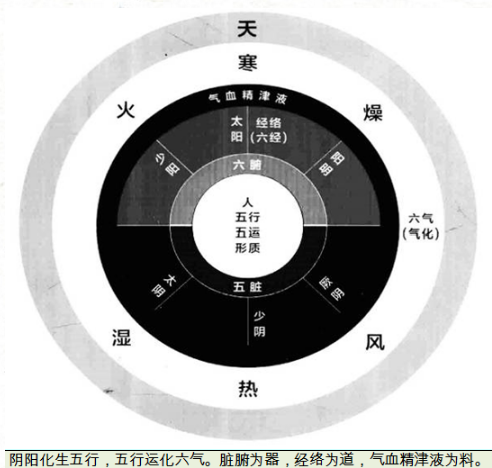 天
寒
火
燥
气血精津液
太阳
经络
(六经)
少阳
阳明
六腑
人
五行
五运
形质
六气
(气化)
五脏
太阴
厥阴
少阴
湿
风
热
阴阳化生五行，五行运化六气。脏腑为器，经络为道，气血精津液为料。